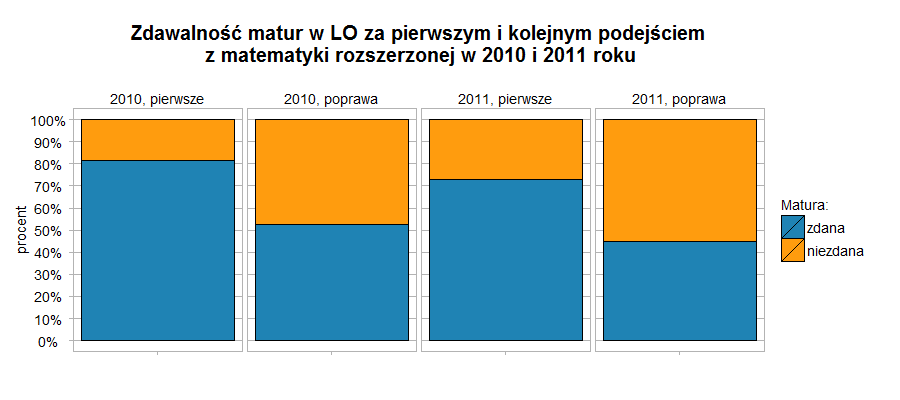 Zdawalność matur w LO za pierwszym i kolejnym podejściem
z matematyki rozszerzonej w 2010 i 2011 roku
2010, pierwsze
2010, poprawa
2011, pierwsze
2011, poprawa
procent
100%
90%
80%
70%
60%
50%
40%
30%
20%
10%
0%
Matura:
zdana
niezdana